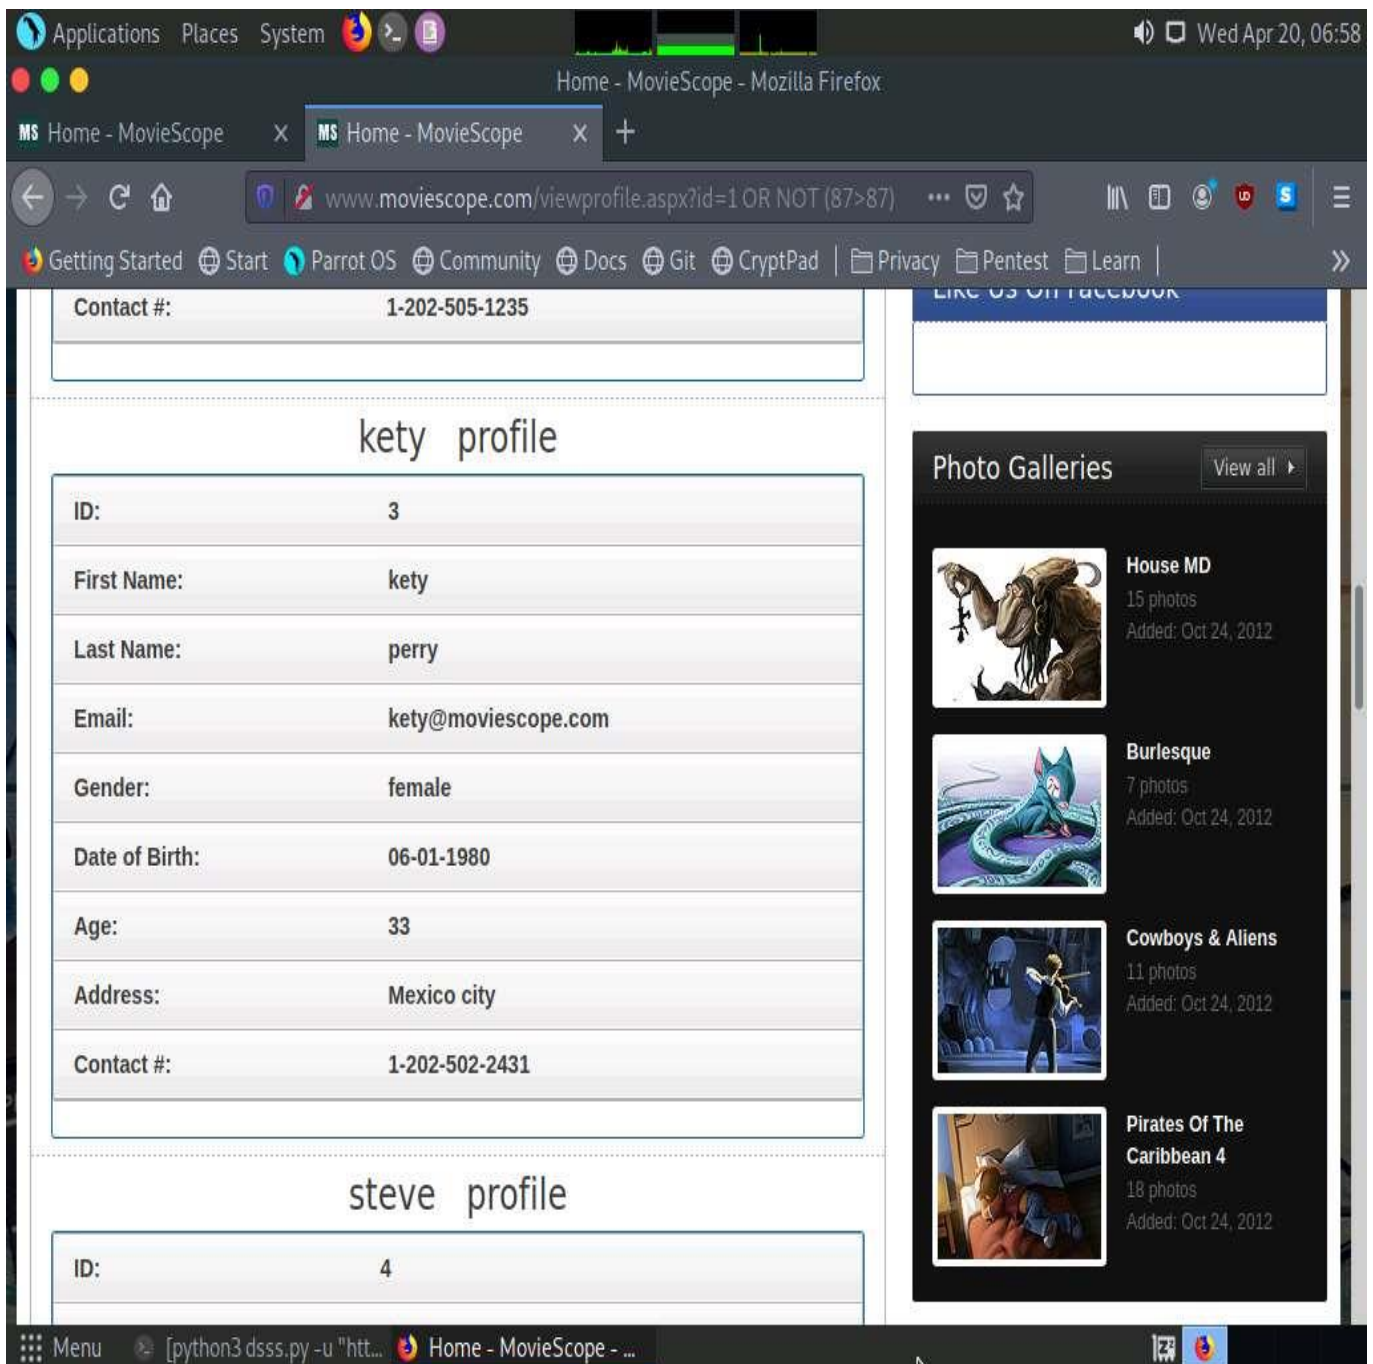 Applications Places System Wed Apr 20, 06:58
Home - MovieScope - Mozilla Firefox
MS Home - MovieScope × MS Home - MovieScope × +
www.moviescope.com/viewprofile.aspx?id=1 OR NOT (87>87) ...
Getting Started Start Parrot OS Community Docs Git CryptPad Privacy Pentest Learn »
Contact #: 1-202-505-1235
Like Us On Facebook
kety profile
ID: 3
First Name: kety
Last Name: perry
Email: kety@moviescope.com
Gender: female
Date of Birth: 06-01-1980
Age: 33
Address: Mexico city
Contact #: 1-202-502-2431
steve profile
ID: 4
Photo Galleries View all
House MD
15 photos
Added: Oct 24, 2012
Burlesque
7 photos
Added: Oct 24, 2012
Cowboys & Aliens
11 photos
Added: Oct 24, 2012
Pirates Of The
Caribbean 4
18 photos
Added: Oct 24, 2012
Menu [python3 dsss.py -u "htt... Home - MovieScope - ...